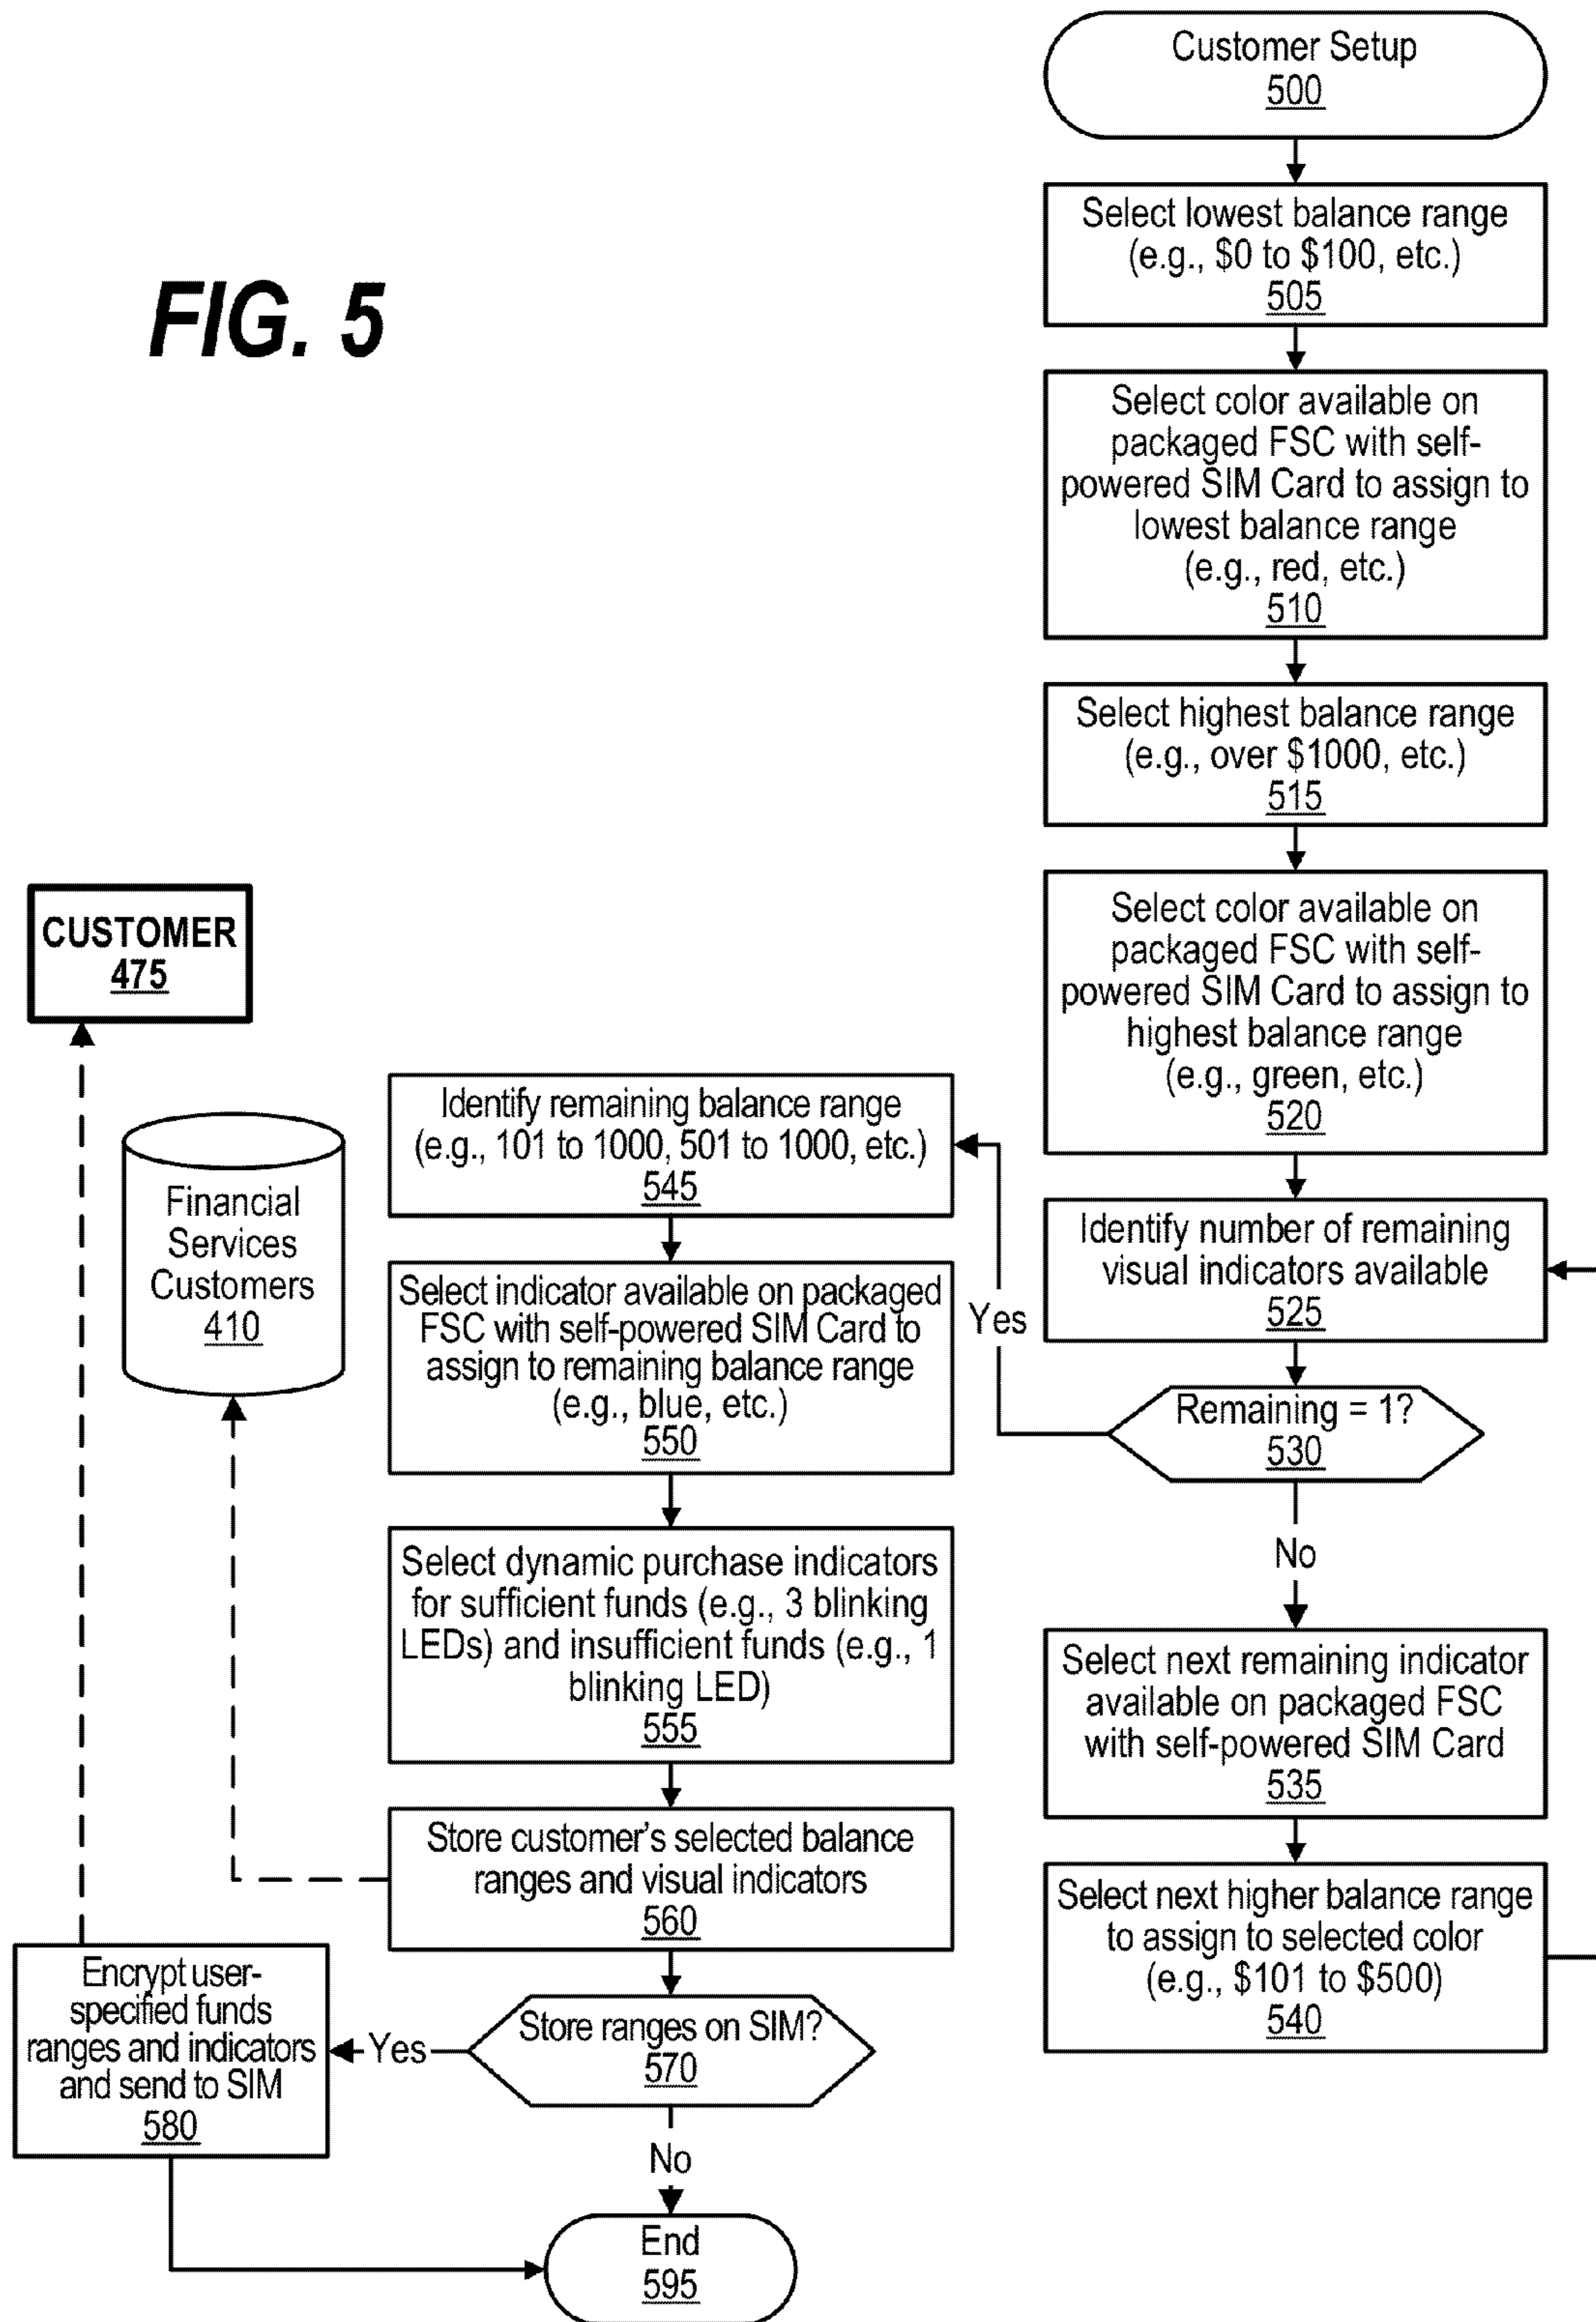 FIG. 5
Customer Setup
500
Select lowest balance range
(e.g., $0 to $100, etc.)
505
Select color available on
packaged FSC with self-
powered SIM Card to assign to
lowest balance range
(e.g., red, etc.)
510
Select highest balance range
(e.g., over $1000, etc.)
515
Select color available on
packaged FSC with self-
powered SIM Card to assign to
highest balance range
(e.g., green, etc.)
520
Identify number of remaining
visual indicators available
525
Remaining = 1?
530
Yes
No
Select next remaining indicator
available on packaged FSC
with self-powered SIM Card
535
Select next higher balance range
to assign to selected color
(e.g., $101 to $500)
540
Identify remaining balance range
(e.g., 101 to 1000, 501 to 1000, etc.)
545
Select indicator available on packaged
FSC with self-powered SIM Card to
assign to remaining balance range
(e.g., blue, etc.)
550
Select dynamic purchase indicators
for sufficient funds (e.g., 3 blinking
LEDs) and insufficient funds (e.g., 1
blinking LED)
555
Store customer's selected balance
ranges and visual indicators
560
Store ranges on SIM?
570
Yes
No
Encrypt user-
specified funds
ranges and indicators
and send to SIM
580
End
595
CUSTOMER
475
Financial
Services
Customers
410